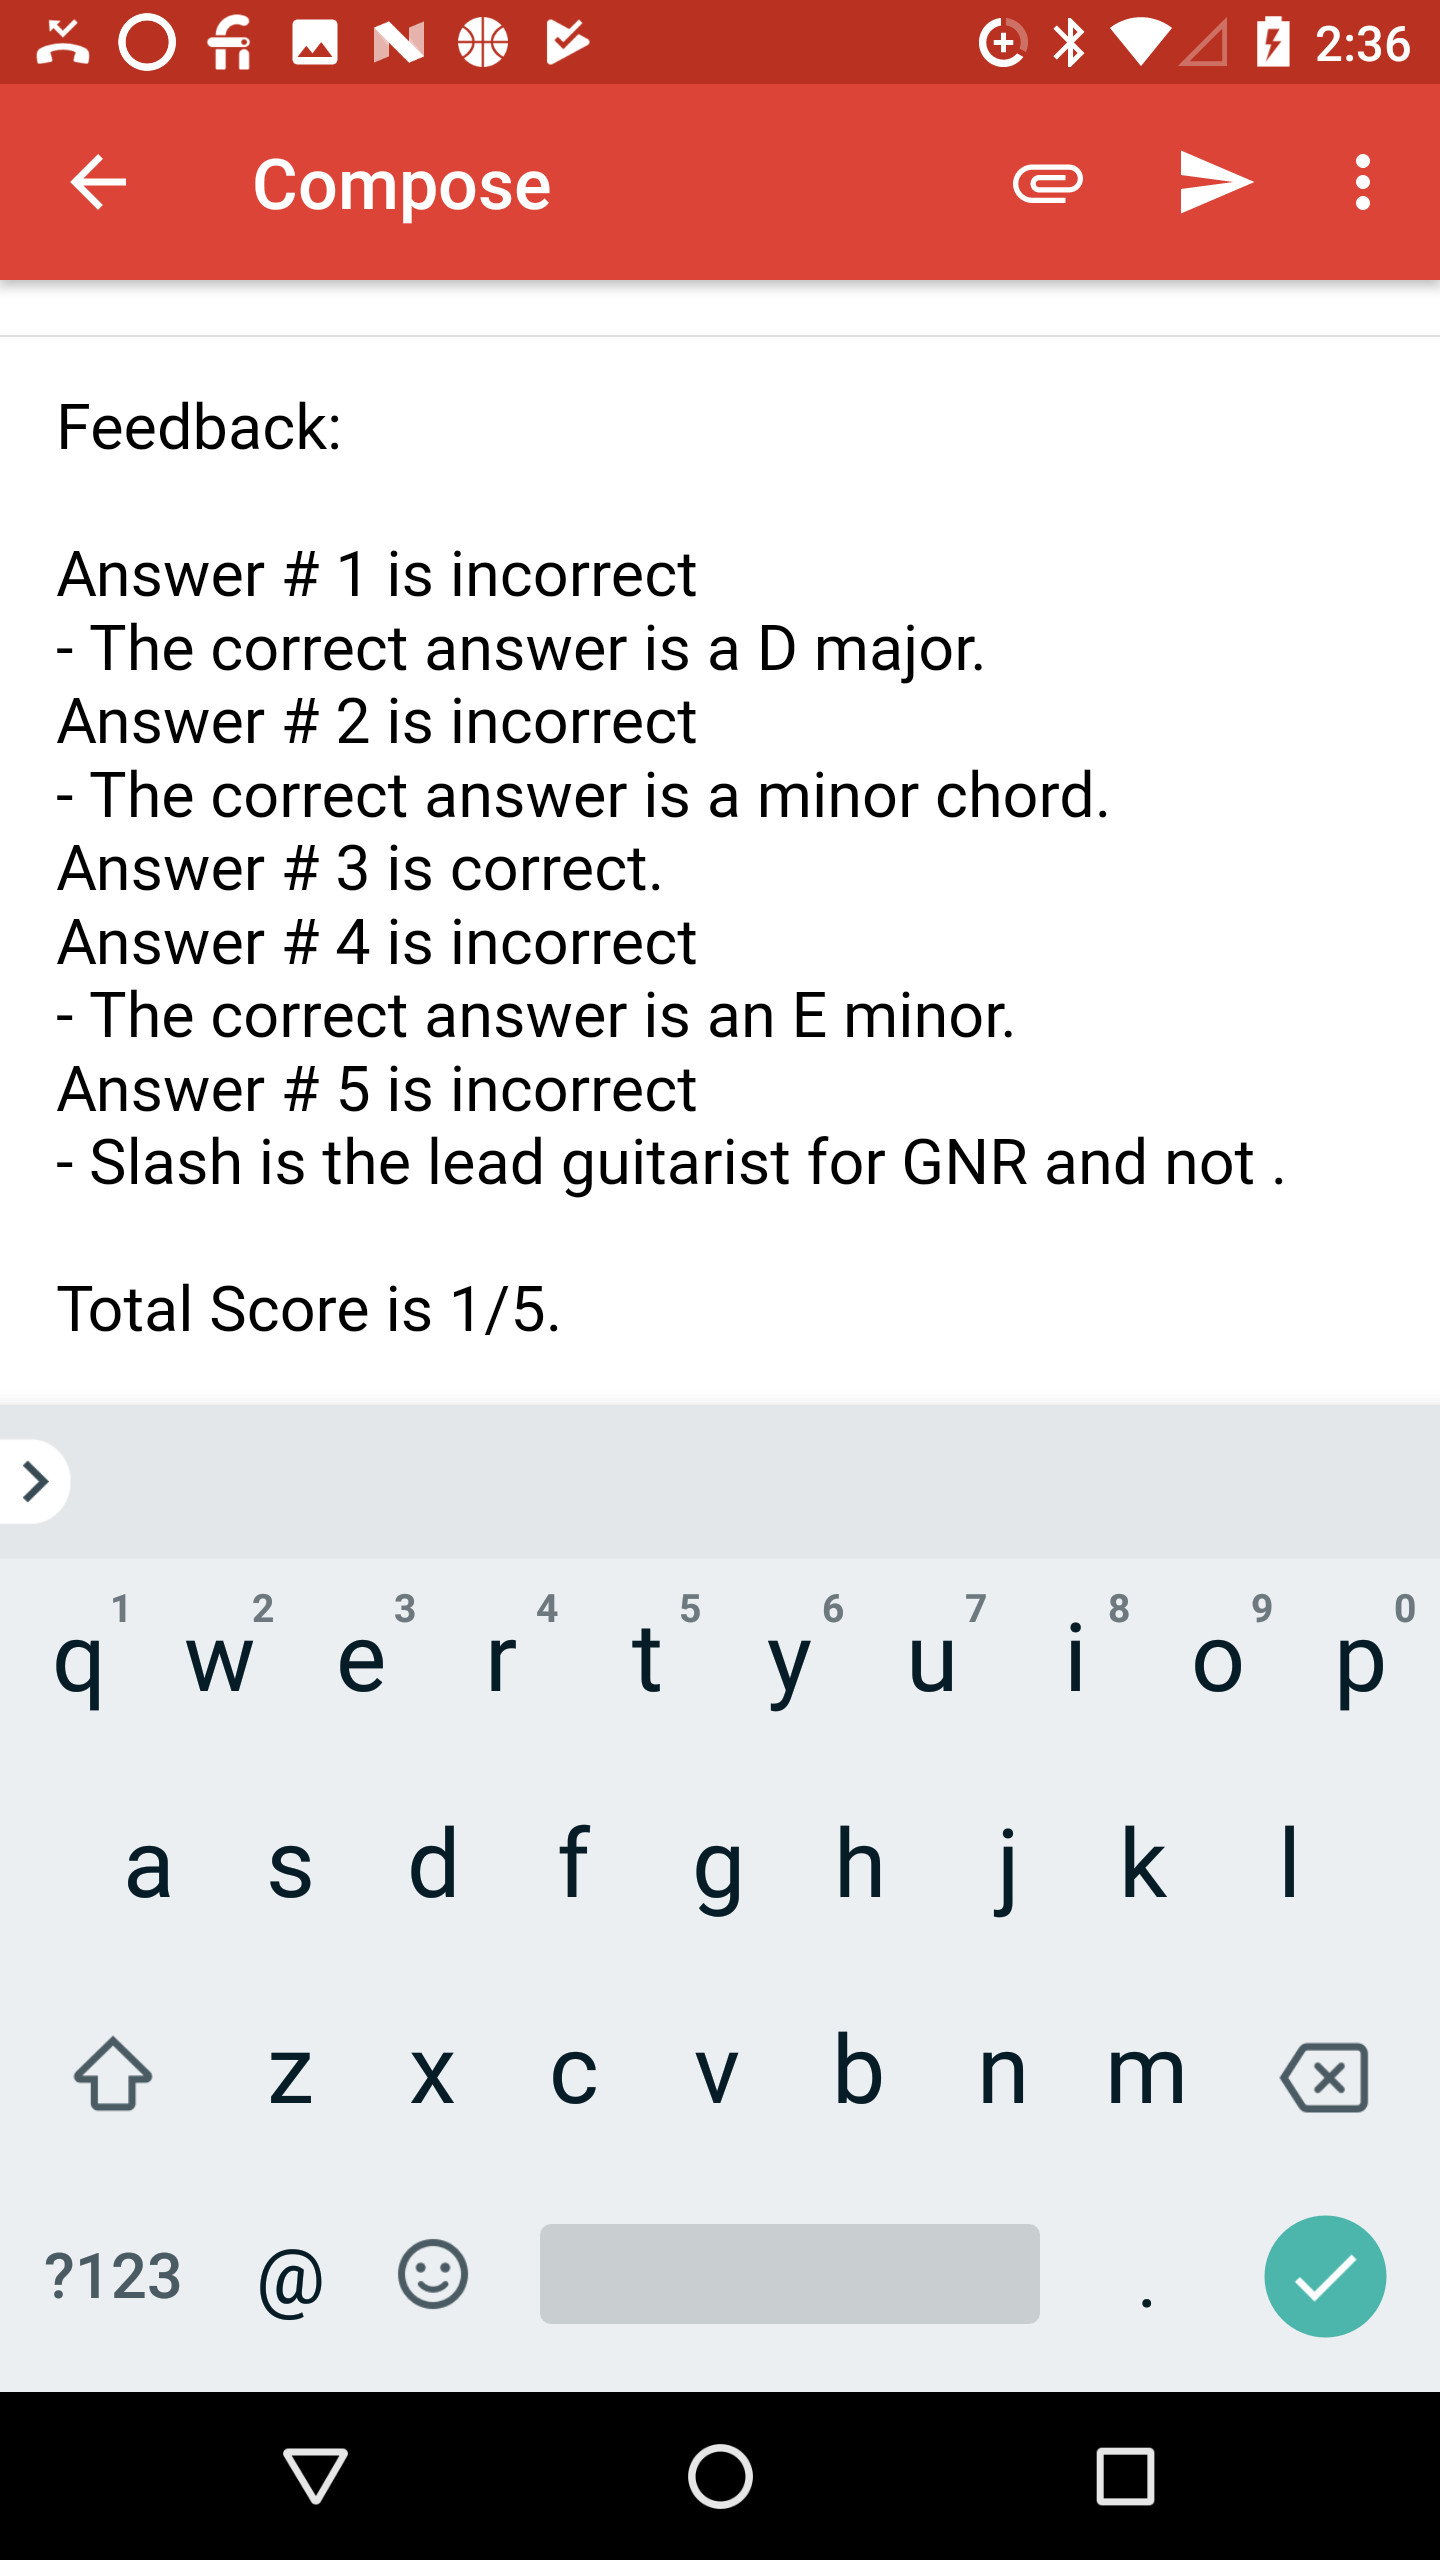 2:36
Compose
Feedback:
Answer # 1 is incorrect
- The correct answer is a D major.
Answer # 2 is incorrect
- The correct answer is a minor chord.
Answer # 3 is correct.
Answer # 4 is incorrect
- The correct answer is an E minor.
Answer # 5 is incorrect
- Slash is the lead guitarist for GNR and not .
Total Score is 1/5.
1 2 3 4 5 6 7 8 9 0
q w e r t y u i o p
a s d f g h j k l
z x c v b n m
?123 @ .